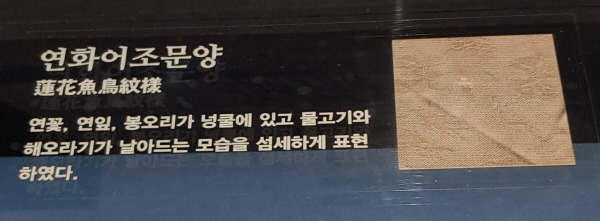 연화어조문양
蓮花魚鳥紋樣
연꽃, 연잎, 봉오리가 넝쿨에 있고 물고기와
해오라기가 날아드는 모습을 섬세하게 표현
하였다.